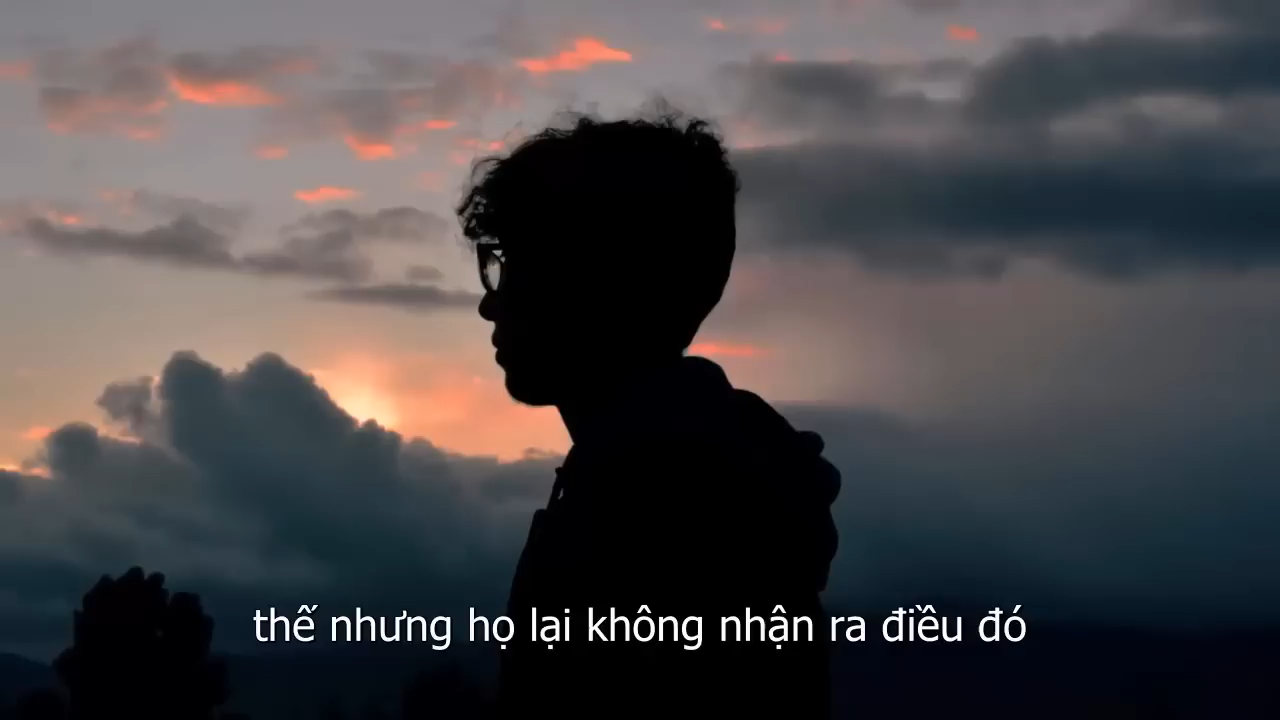 thế nhưng họ lại không nhận ra điều đó